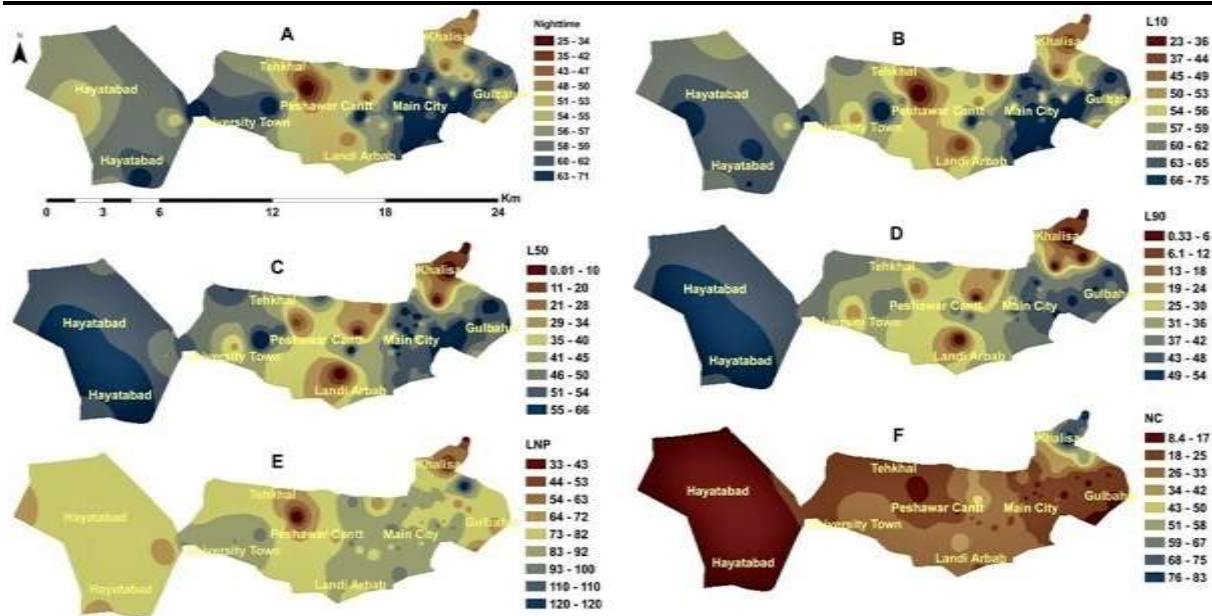 N
A
Nighttime
25 - 34
35 - 42
43 - 47
48 - 50
51 - 53
54 - 55
56 - 57
58 - 59
60 - 62
63 - 71
Tehkhal
Khalisa
Hayatabad
Peshawar Cantt
Main City
Gulbahar
University Town
Hayatabad
Landi Arbab
Km
0 3 6 12 18 24
B
L10
23 - 36
37 - 44
45 - 49
50 - 53
54 - 56
57 - 59
60 - 62
63 - 65
66 - 75
Tehkhal
Khalisa
Hayatabad
Peshawar Cantt
Main City
Gulbahar
University Town
Hayatabad
Landi Arbab
C
L50
0.01 - 10
11 - 20
21 - 28
29 - 34
35 - 40
41 - 45
46 - 50
51 - 54
55 - 66
Tehkhal
Khalisa
Hayatabad
Peshawar Cantt
Main City
Gulbahar
University Town
Hayatabad
Landi Arbab
D
L90
0.33 - 6
6.1 - 12
13 - 18
19 - 24
25 - 30
31 - 36
37 - 42
43 - 48
49 - 54
Tehkhal
Khalisa
Hayatabad
Peshawar Cantt
Main City
Gulbahar
University Town
Hayatabad
Landi Arbab
E
LNP
33 - 43
44 - 53
54 - 63
64 - 72
73 - 82
83 - 92
93 - 100
110 - 110
120 - 120
Tehkhal
Khalisa
Hayatabad
Peshawar Cantt
Main City
Gulbahar
University Town
Hayatabad
Landi Arbab
F
NC
8.4 - 17
18 - 25
26 - 33
34 - 42
43 - 50
51 - 58
59 - 67
68 - 75
76 - 83
Tehkhal
Khalisa
Hayatabad
Peshawar Cantt
Main City
Gulbahar
University Town
Hayatabad
Landi Arbab